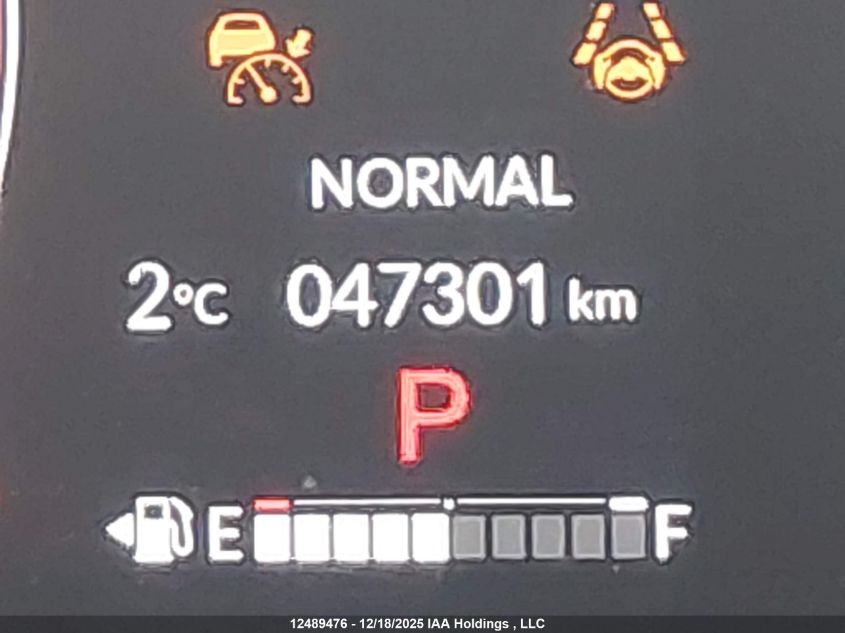 NORMAL
2°C 047301 km
P
E F
12489476 - 12/18/2025 IAA Holdings , LLC